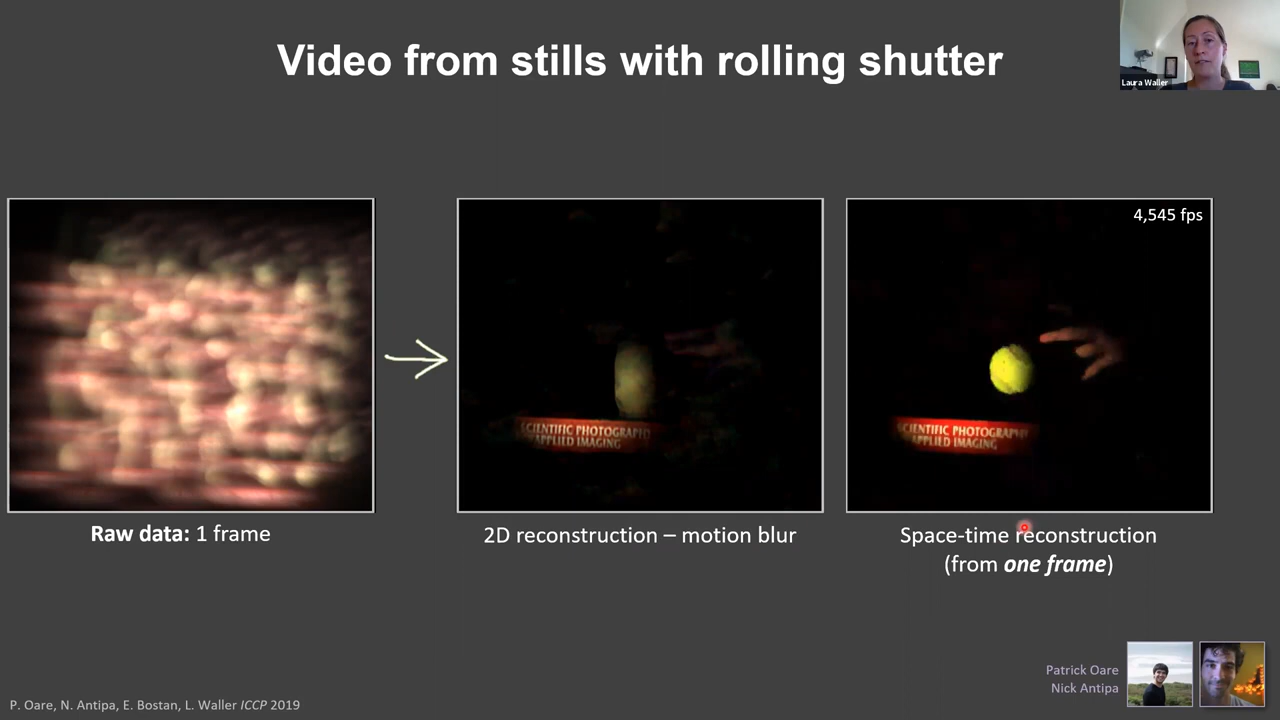 Video from stills with rolling shutter
Laura Waller
4,545 fps
SCIENTIFIC PHOTOGRAPHY
APPLIED IMAGING
SCIENTIFIC PHOTOGRAPHY
APPLIED IMAGING
Raw data: 1 frame
2D reconstruction – motion blur
Space-time reconstruction
(from one frame)
Patrick Oare
Nick Antipa
P. Oare, N. Antipa, E. Bostan, L. Waller ICCP 2019